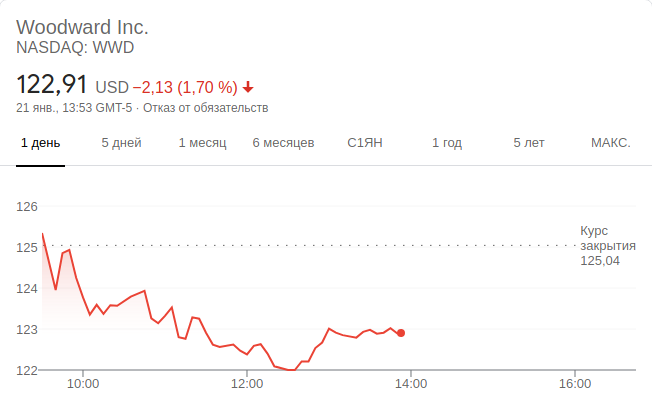 Woodward Inc.
NASDAQ: WWD
122,91 USD −2,13 (1,70 %)
21 янв., 13:53 GMT-5 · Отказ от обязательств
1 день 5 дней 1 месяц 6 месяцев С1ЯН 1 год 5 лет МАКС.
126
125
124
123
122
Курс
закрытия
125,04
10:00 12:00 14:00 16:00